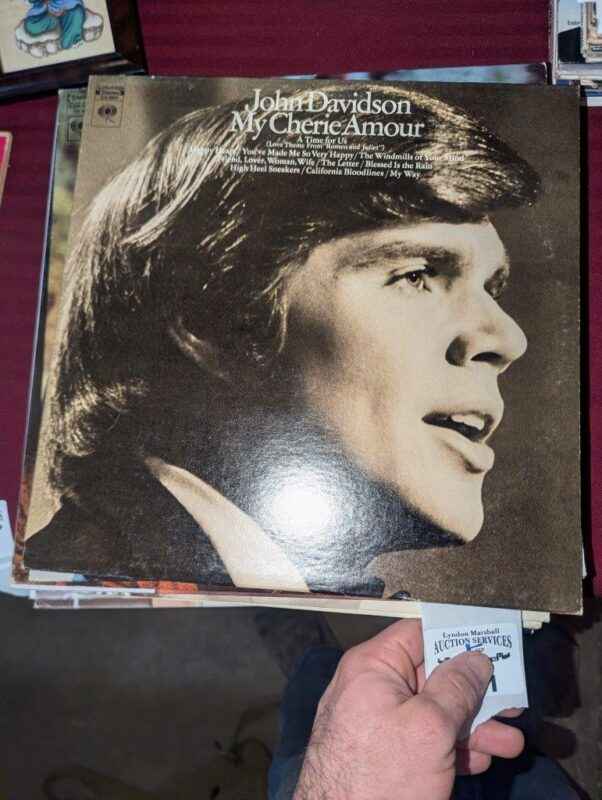 John Davidson
My Cherie Amour
A Time for Us
(Love Theme From "Romeo and Juliet")
Happy Heart / You've Made Me So Very Happy / The Windmills of Your Mind
Friend, Lover, Woman, Wife / The Letter / Blessed Is the Rain
High Heel Sneakers / California Bloodlines / My Way
Lyndon Marshall
AUCTION SERVICES